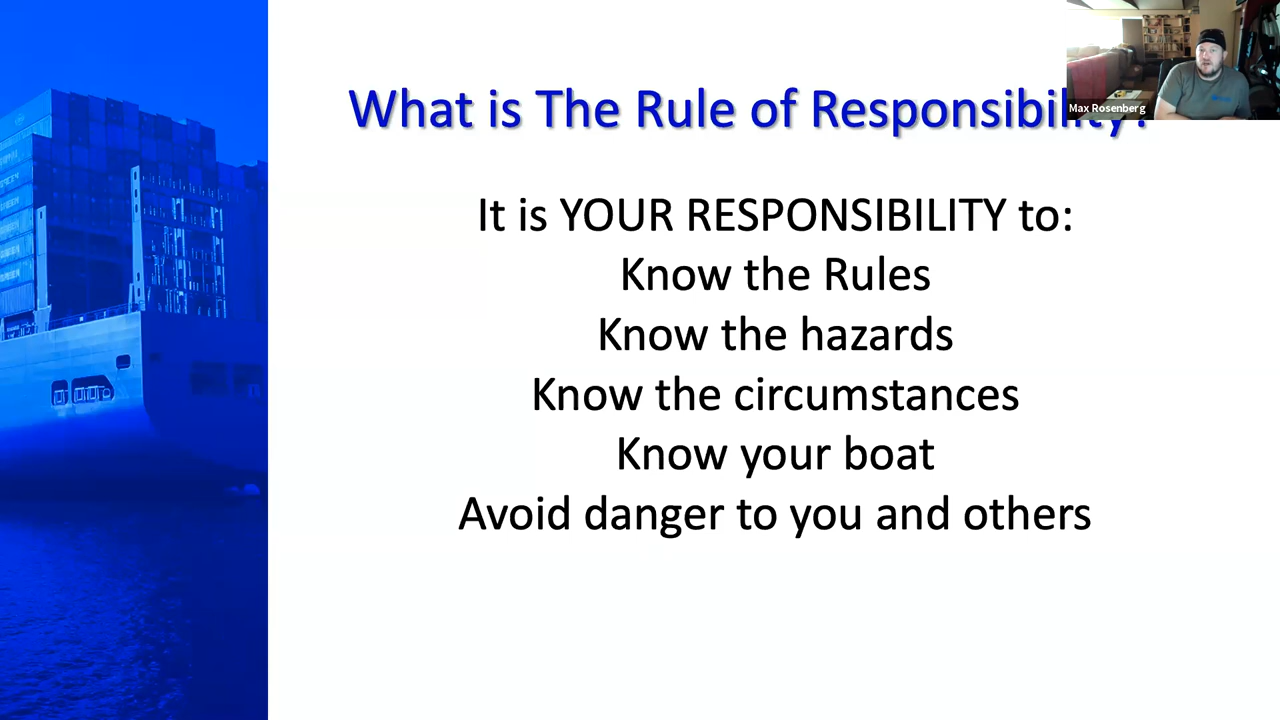 What is The Rule of Responsibility?
Max Rosenberg
It is YOUR RESPONSIBILITY to:
Know the Rules
Know the hazards
Know the circumstances
Know your boat
Avoid danger to you and others